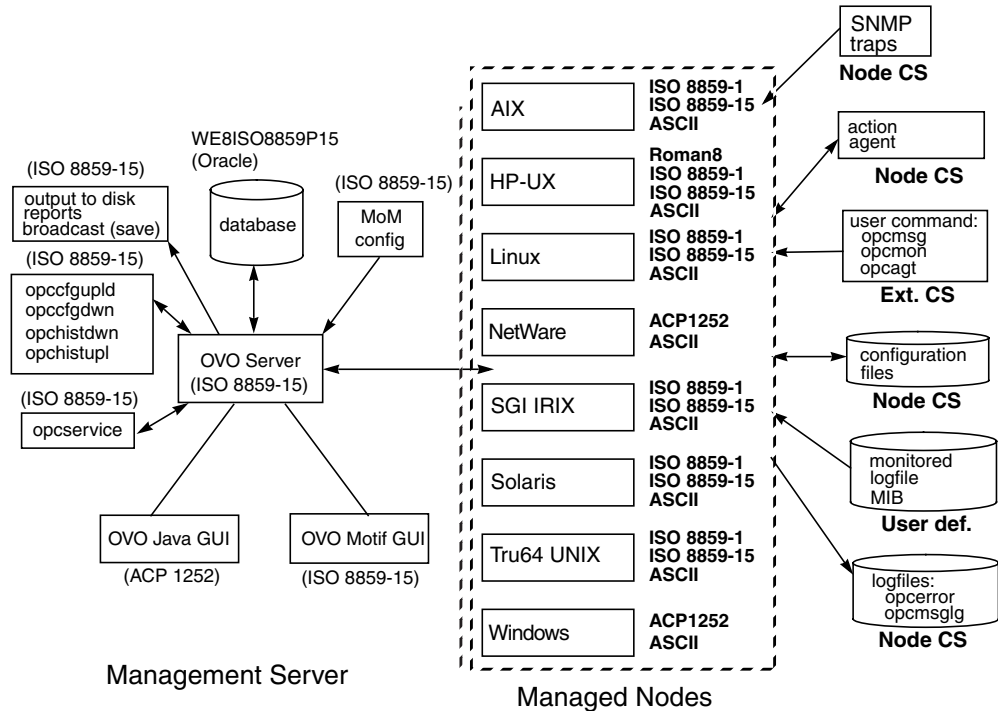 WE8ISO8859P15
(Oracle)
(ISO 8859-15)
output to disk
reports
broadcast (save)
database
(ISO 8859-15)
MoM
config
(ISO 8859-15)
opccfgupld
opccfgdwn
opchistdwn
opchistupl
OVO Server
(ISO 8859-15)
(ISO 8859-15)
opcservice
OVO Java GUI
(ACP 1252)
OVO Motif GUI
(ISO 8859-15)
Management Server
AIX
ISO 8859-1
ISO 8859-15
ASCII
HP-UX
Roman8
ISO 8859-1
ISO 8859-15
ASCII
Linux
ISO 8859-1
ISO 8859-15
ASCII
NetWare
ACP1252
ASCII
SGI IRIX
ISO 8859-1
ISO 8859-15
ASCII
Solaris
ISO 8859-1
ISO 8859-15
ASCII
Tru64 UNIX
ISO 8859-1
ISO 8859-15
ASCII
Windows
ACP1252
ASCII
Managed Nodes
SNMP
traps
Node CS
action
agent
Node CS
user command:
opcmsg
opcmon
opcagt
Ext. CS
configuration
files
Node CS
monitored
logfile
MIB
User def.
logfiles:
opcerror
opcmsglg
Node CS